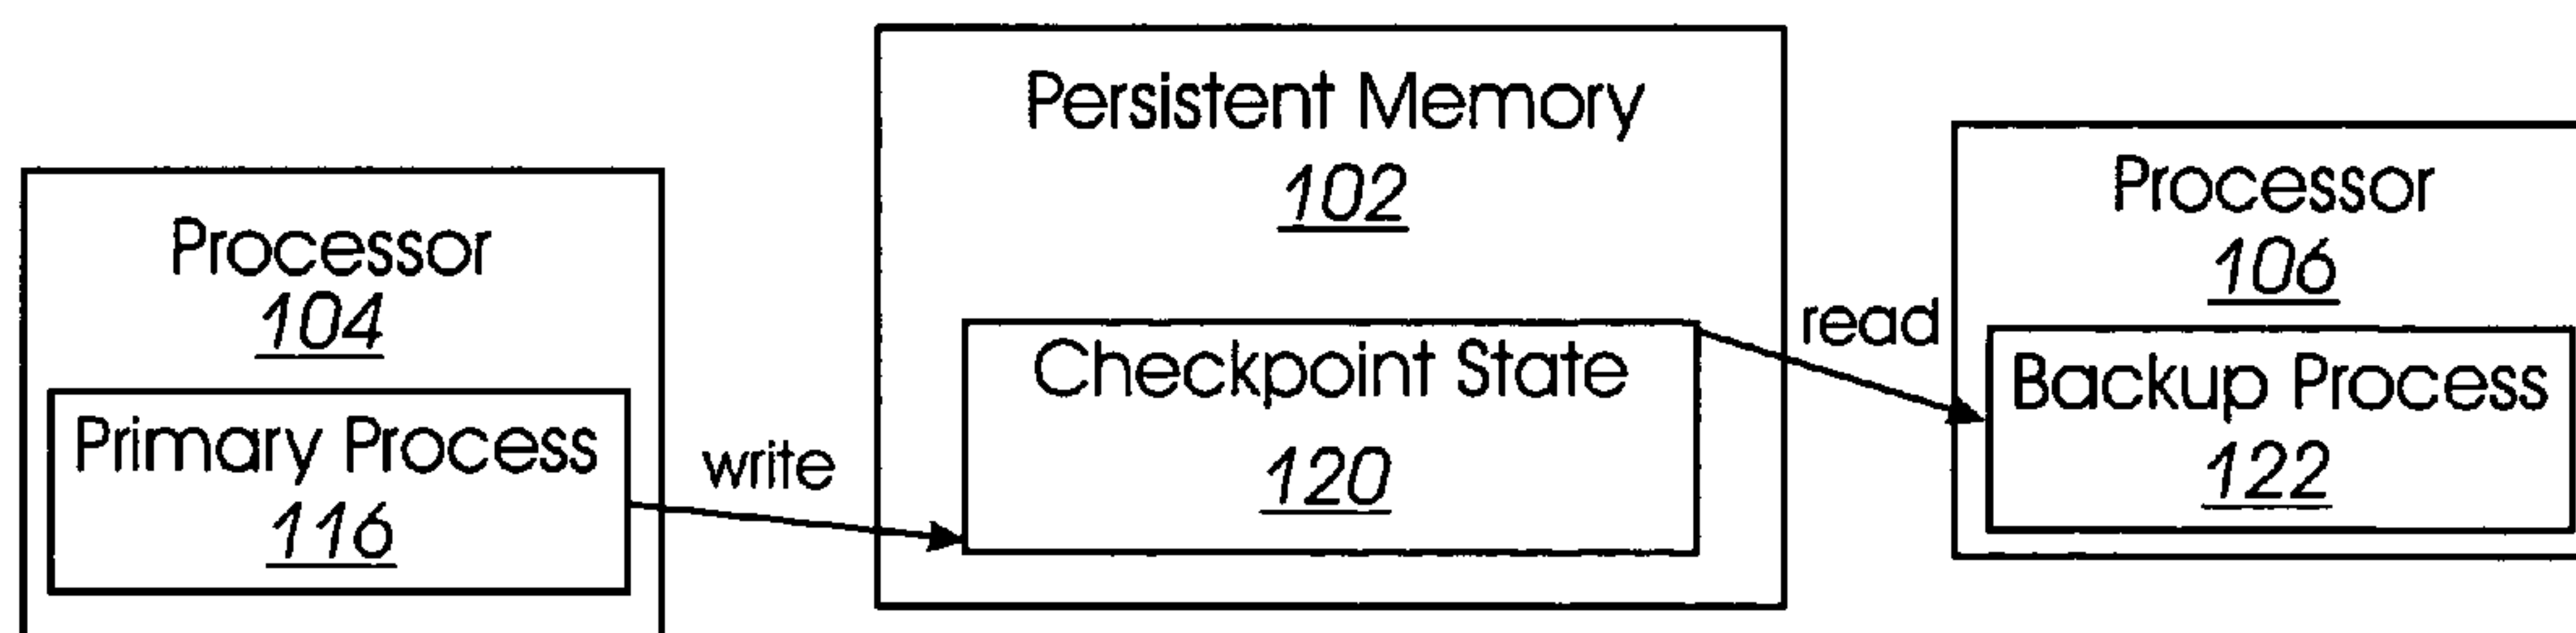 Processor
104
Primary Process
116
write
Persistent Memory
102
Checkpoint State
120
read
Processor
106
Backup Process
122